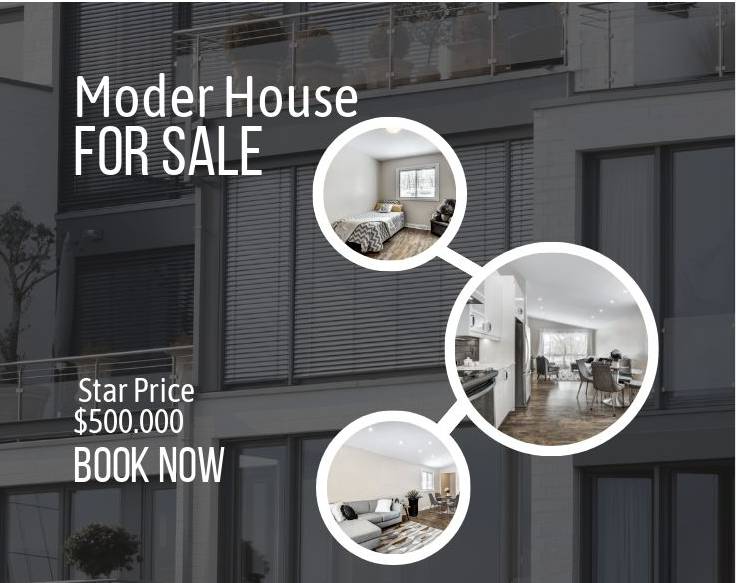 Moder House
FOR SALE
Star Price
$500.000
BOOK NOW